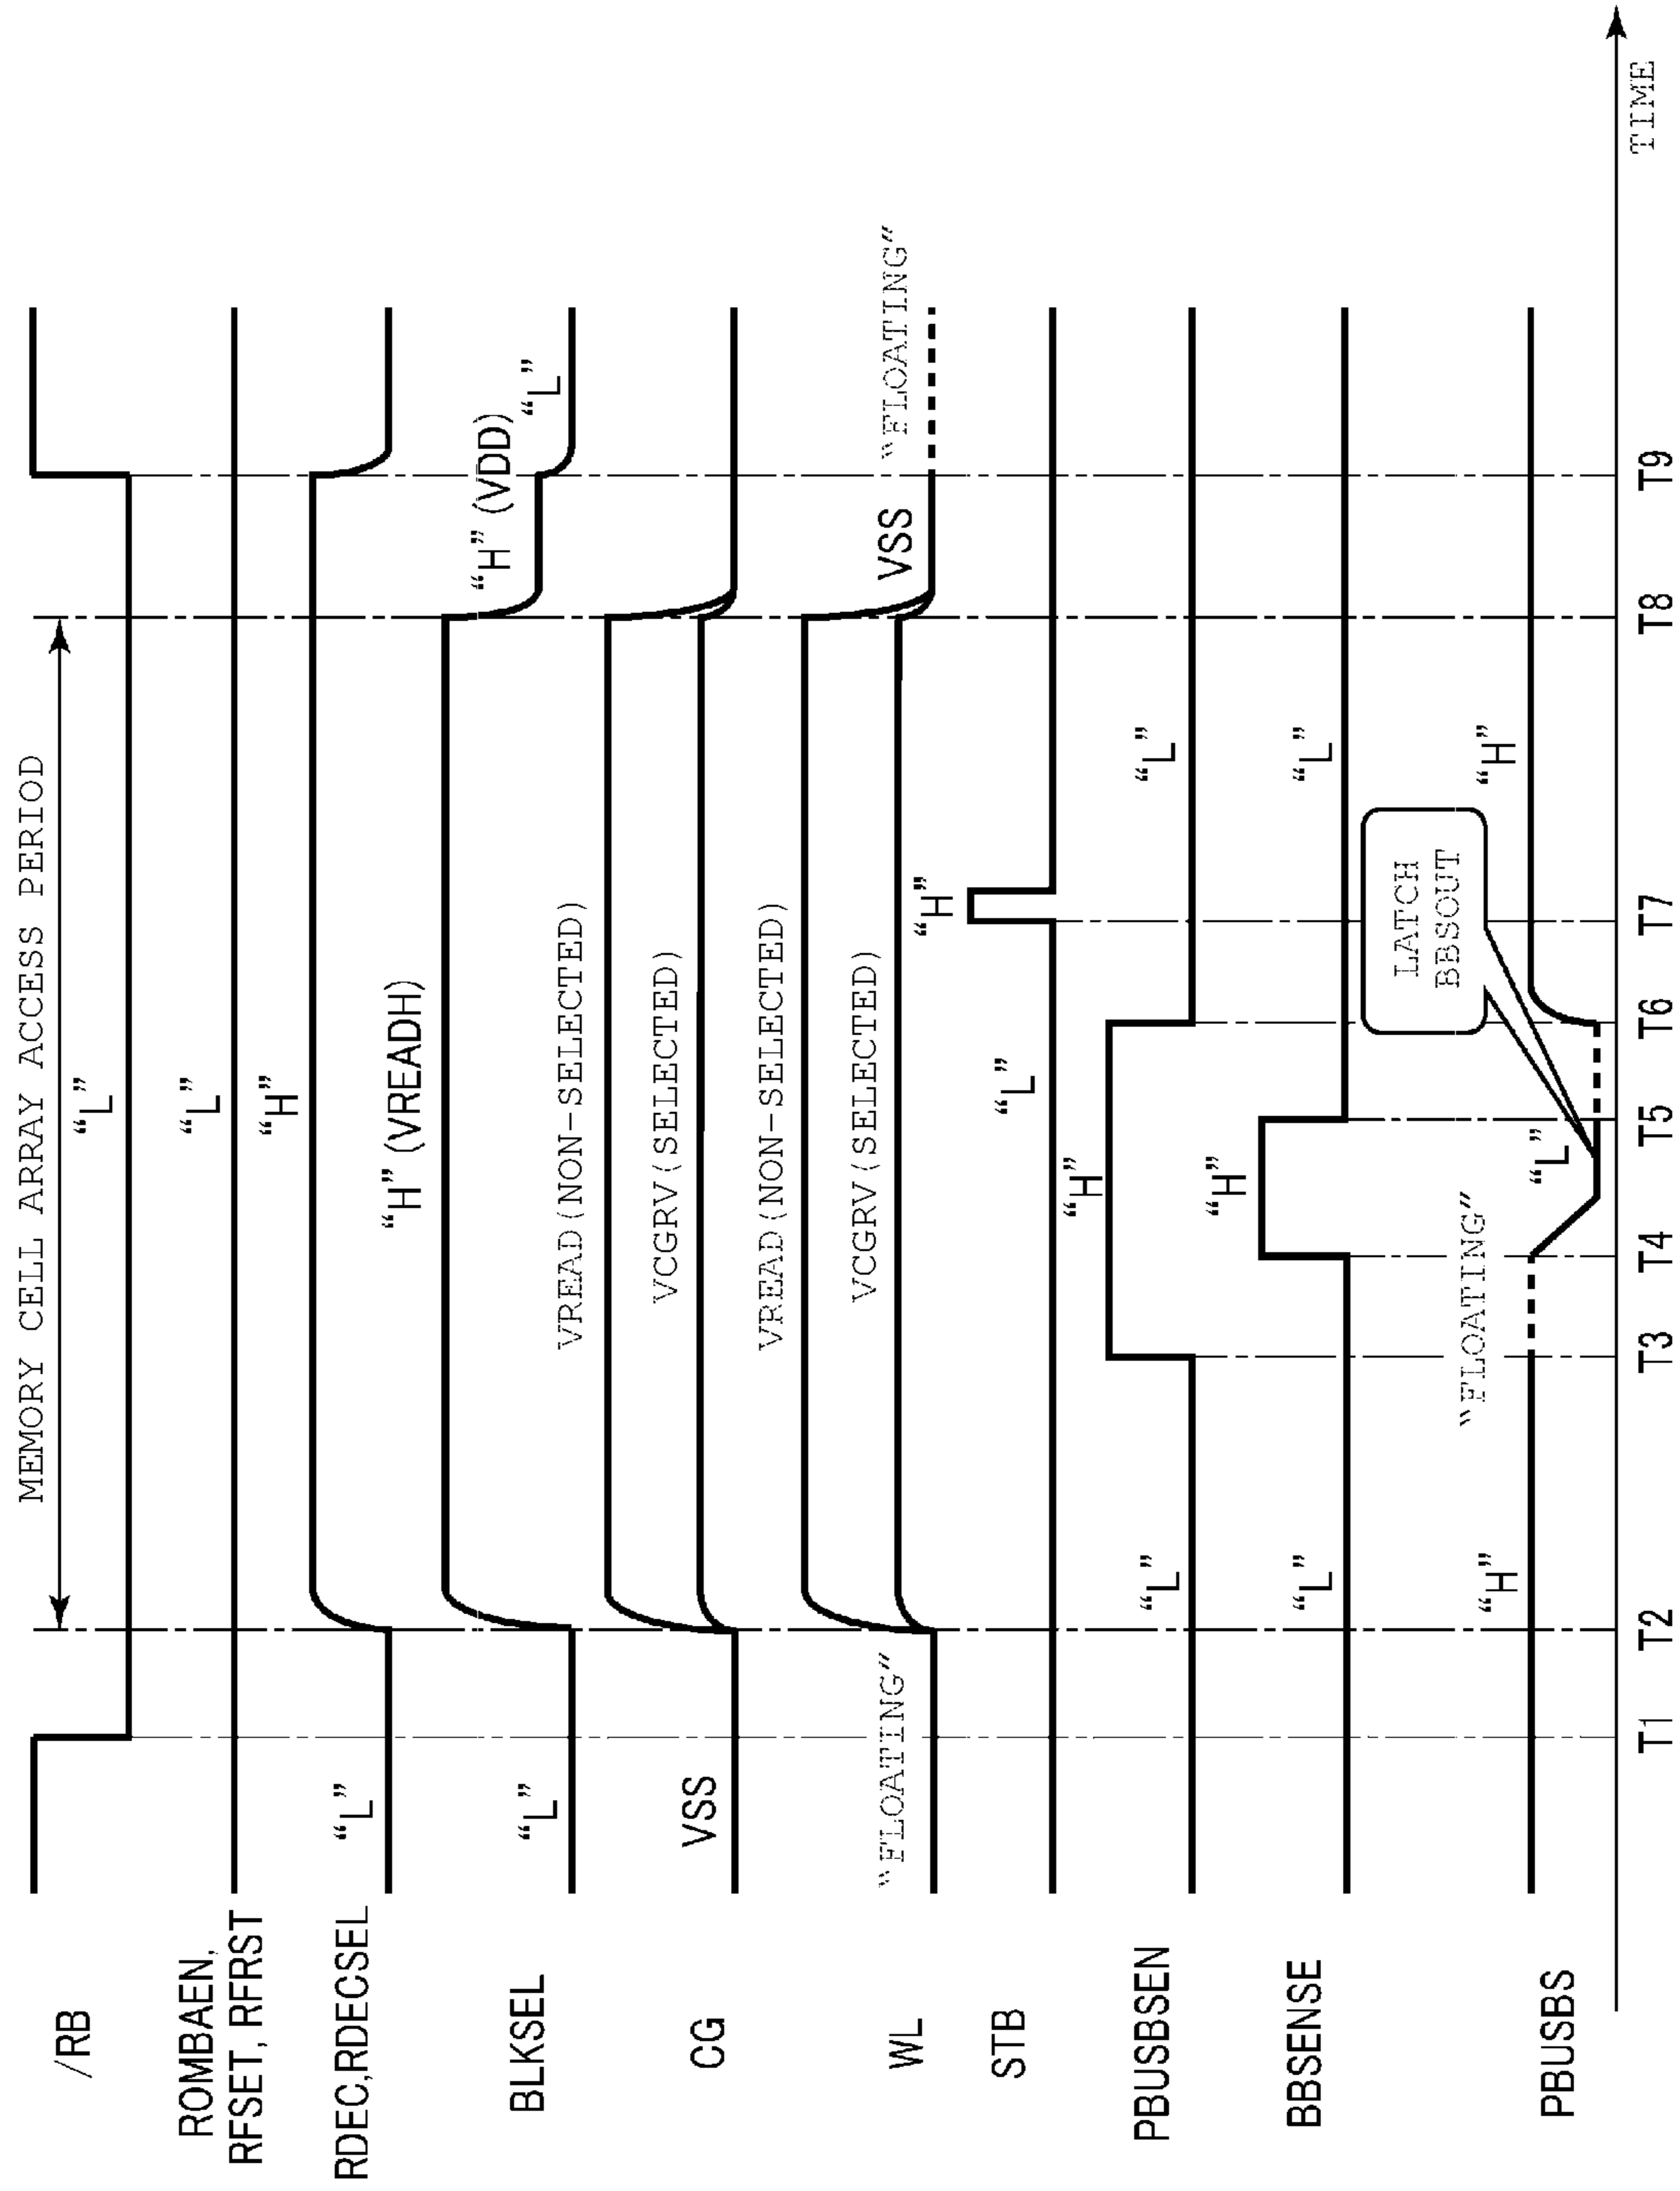 MEMORY CELL ARRAY ACCESS PERIOD
/RB
“L”
ROMBAEN,
RFSET, RFRST
“L”
RDEC,RDECSEL
“L”
“H”
BLKSEL
“L”
“H” (VREADH)
“H” (VDD)
“L”
CG
VSS
VREAD(NON-SELECTED)
VCGRV(SELECTED)
WL
“FLOATING”
VREAD(NON-SELECTED)
VCGRV(SELECTED)
VSS
“FLOATING”
STB
“L”
“H”
PBUSBSEN
“L”
“H”
“L”
BBSENSE
“L”
“H”
“L”
PBUSBS
“H”
“FLOATING”
“L”
LATCH
BBSOUT
“H”
T1 T2 T3 T4 T5 T6 T7 T8 T9
TIME